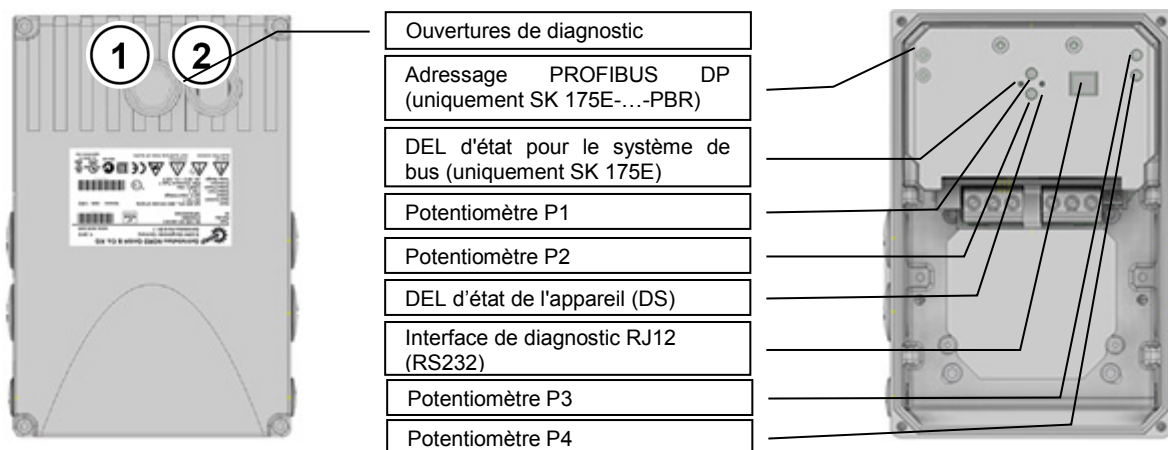 1
2
Ouvertures de diagnostic
Adressage PROFIBUS DP
(uniquement SK 175E-…-PBR)
DEL d'état pour le système de
bus (uniquement SK 175E)
Potentiomètre P1
Potentiomètre P2
DEL d’état de l'appareil (DS)
Interface de diagnostic RJ12
(RS232)
Potentiomètre P3
Potentiomètre P4